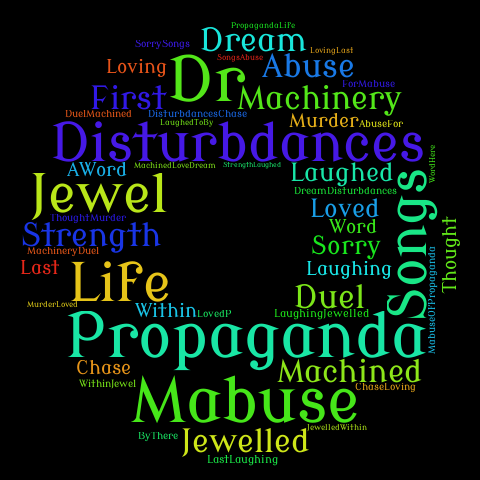 PropagandaLife
SorrySongs
Dream
LovingLast
Loving
Dr
SongsAbuse
Abuse
ForMabuse
First
Machinery
DuelMachined
DisturbdancesChase
LaughedToBy
Murder
AbuseFor
Disturbdances
WordHere
AWord
MachinedLoveDream
StrengthLaughed
Laughed
Jewel
DreamDisturbdances
Songs
ThoughtMurder
Loved
Word
Thought
Strength
Sorry
MachineryDuel
Last
Laughing
MabuseOfPropaganda
Life
Duel
MurderLoved
Within
LovedP
LaughingJewelled
Propaganda
Chase
Machined
WithinJewel
ChaseLoving
Mabuse
JewelledWithin
ByThere
Jewelled
LastLaughing